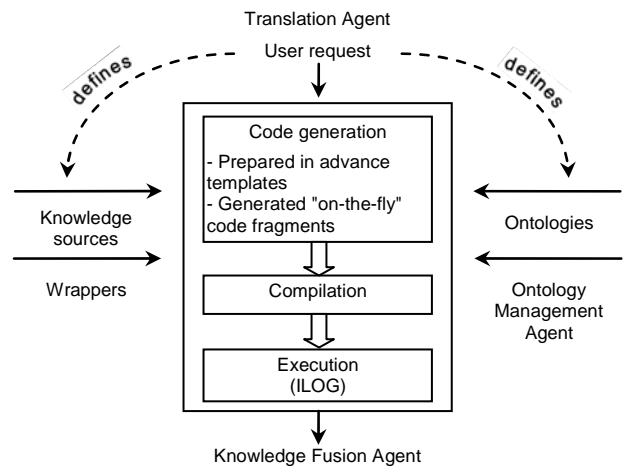 Translation Agent
User request
defines
defines
Code generation
- Prepared in advance
templates
- Generated "on-the-fly"
code fragments
Knowledge
sources
Ontologies
Wrappers
Compilation
Ontology
Management
Agent
Execution
(ILOG)
Knowledge Fusion Agent